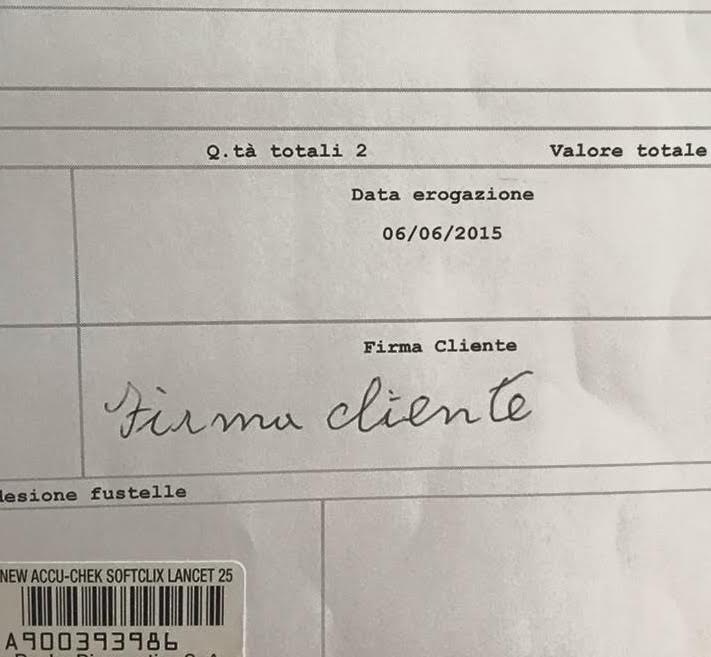 Q.tà totali 2 Valore totale
Data erogazione
06/06/2015
Firma Cliente
Firma cliente
desione fustelle
NEW ACCU-CHEK SOFTCLIX LANCET 25
A900393986